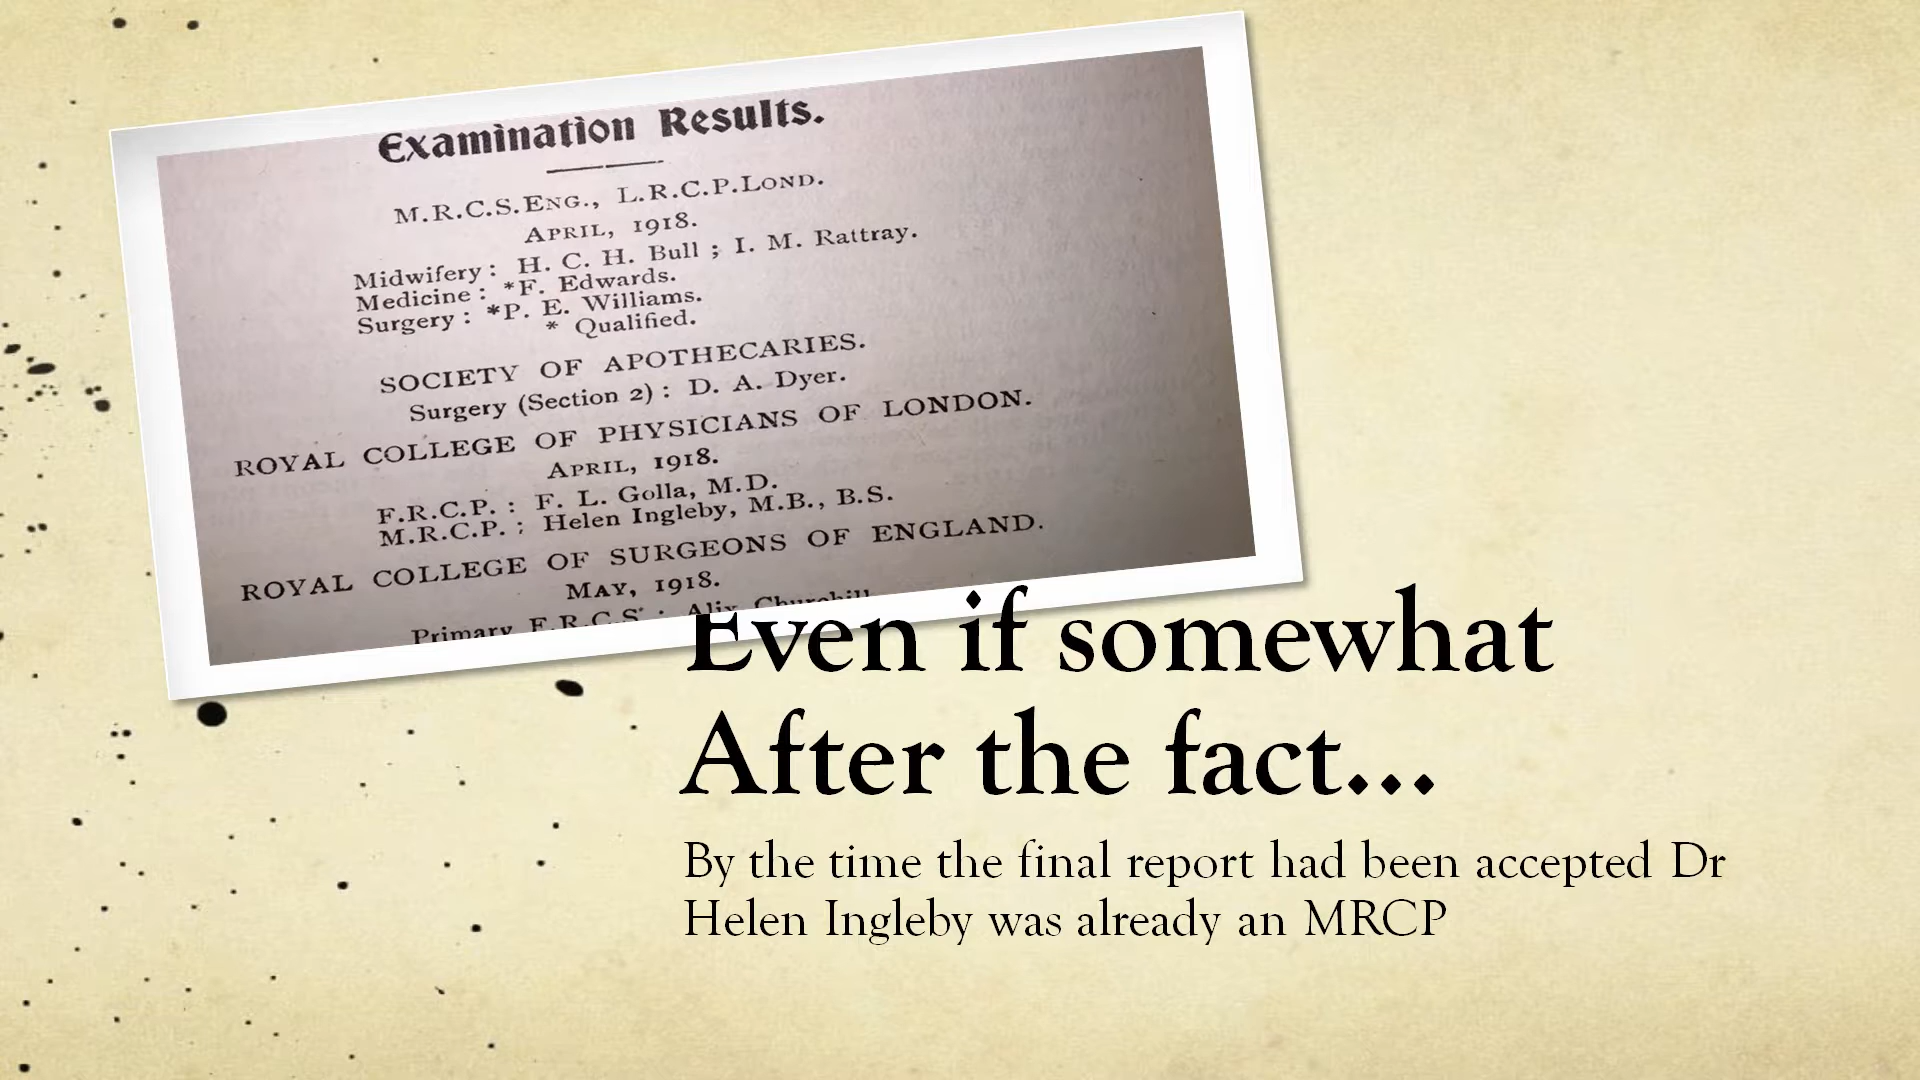 Examination Results.
M.R.C.S.ENG., L.R.C.P.LOND.
APRIL, 1918.
Midwifery: H. C. H. Bull; I. M. Rattray.
Medicine: *F. Edwards.
Surgery: *P. E. Williams.
* Qualified.
SOCIETY OF APOTHECARIES.
Surgery (Section 2): D. A. Dyer.
ROYAL COLLEGE OF PHYSICIANS OF LONDON.
APRIL, 1918.
F.R.C.P.: F. L. Golla, M.D.
M.R.C.P.: Helen Ingleby, M.B., B.S.
ROYAL COLLEGE OF SURGEONS OF ENGLAND.
MAY, 1918.
Primary F.R.C.S.: Alix Churchill
Even if somewhat
After the fact...
By the time the final report had been accepted Dr
Helen Ingleby was already an MRCP